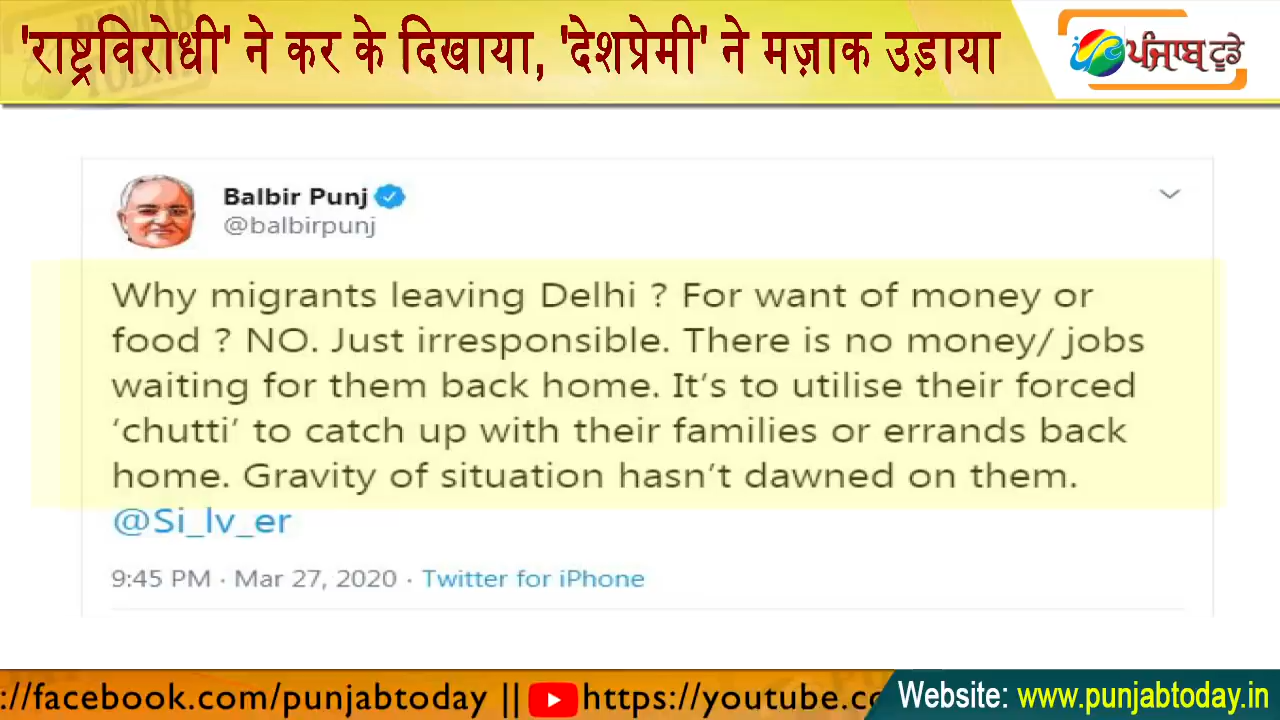 'राष्ट्रविरोधी' ने कर के दिखाया, 'देशप्रेमी' ने मज़ाक उड़ाया
ਪੰਜਾਬ ਟੂਡੇ
Balbir Punj
@balbirpunj
Why migrants leaving Delhi ? For want of money or
food ? NO. Just irresponsible. There is no money/ jobs
waiting for them back home. It's to utilise their forced
'chutti' to catch up with their families or errands back
home. Gravity of situation hasn't dawned on them.
@Si_lv_er
9:45 PM · Mar 27, 2020 · Twitter for iPhone
://facebook.com/punjabtoday || https://youtube.c
Website: www.punjabtoday.in